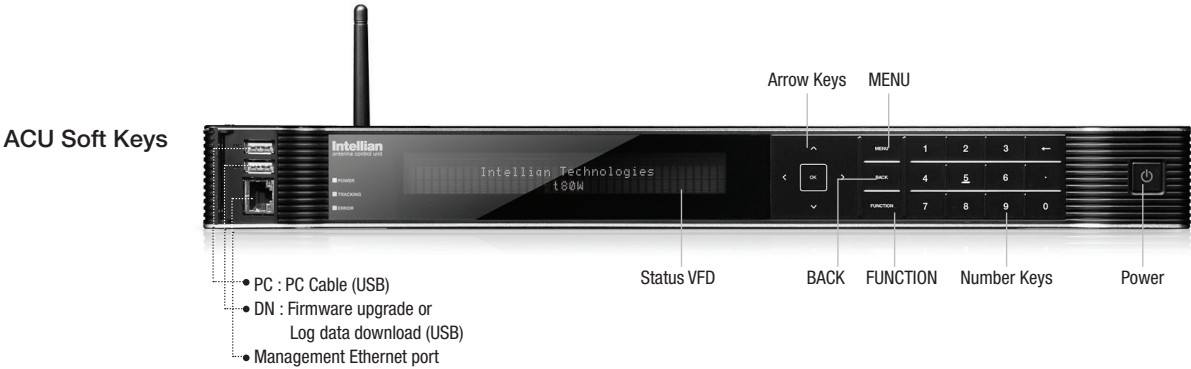 Arrow Keys MENU
ACU Soft Keys
Intellian
antenna control unit
POWER
TRACKING
ERROR
Intellian Technologies
t80W
OK
MENU 1 2 3 ←
BACK 4 5 6 ·
FUNCTION 7 8 9 0
Status VFD BACK FUNCTION Number Keys Power
PC : PC Cable (USB)
DN : Firmware upgrade or
Log data download (USB)
Management Ethernet port